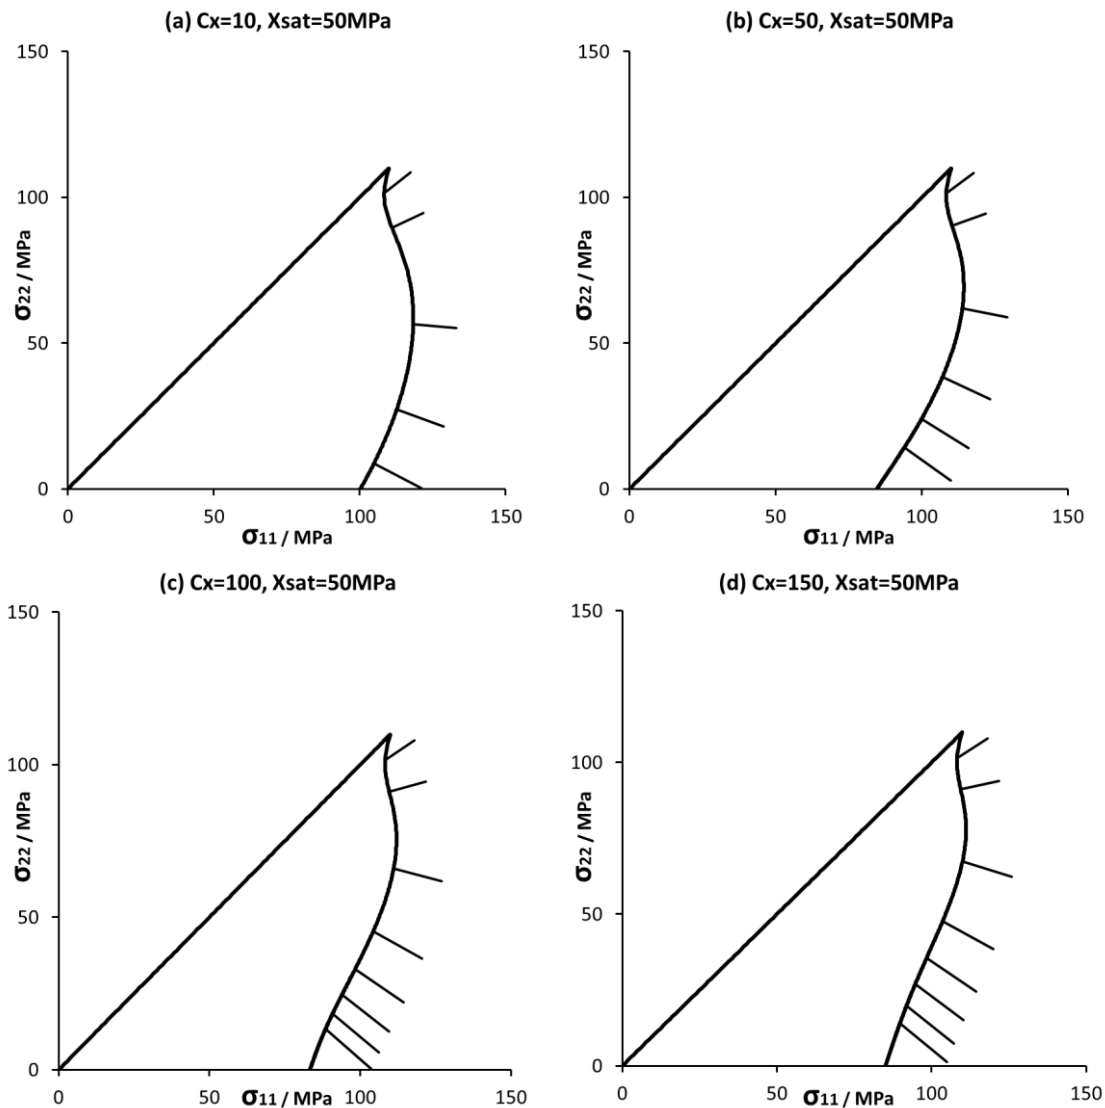 (a) Cx=10, Xsat=50MPa
150
100
50
0
σ22 / MPa
0 50 100 150
σ11 / MPa
(b) Cx=50, Xsat=50MPa
150
100
50
0
σ22 / MPa
0 50 100 150
σ11 / MPa
(c) Cx=100, Xsat=50MPa
150
100
50
0
σ22 / MPa
0 50 100 150
σ11 / MPa
(d) Cx=150, Xsat=50MPa
150
100
50
0
σ22 / MPa
0 50 100 150
σ11 / MPa